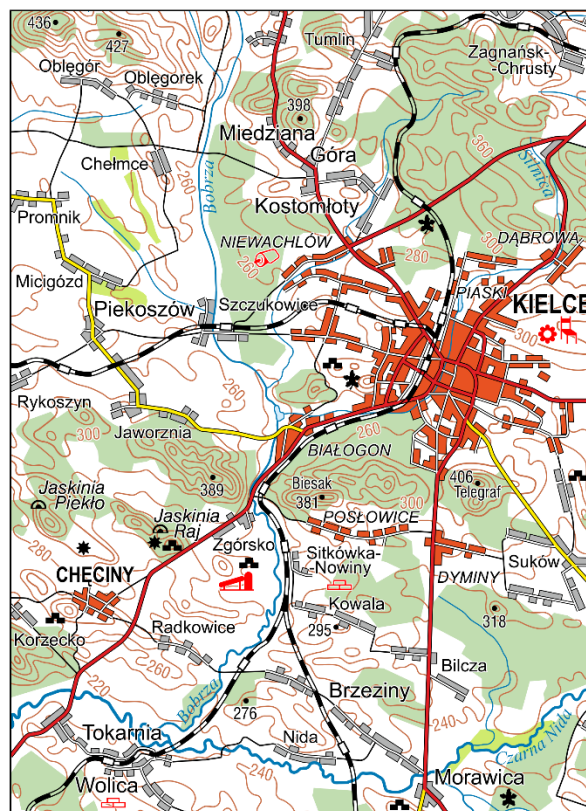 436
427
Tumlin
Zagnańsk-
-Chrusty
Oblęgór
Oblęgorek
398
Miedziana
Góra
360
Silnica
Chełmce
260
Bobrza
260
Kostomłoty
Promnik
NIEWACHLÓW
260
280
300
DĄBROWA
Micigózd
Piekoszów
Szczukowice
PIASKI
KIELCE
300
Rykoszyn
260
300
Jaworznia
260
BIAŁOGON
389
Biesak
381
300
406
Telegraf
Jaskinia
Piekło
Jaskinia
Raj
POSŁOWICE
280
Zgórsko
Sitkówka-
-Nowiny
Suków
CHĘCINY
DYMINY
Kowala
318
Korzecko
Radkowice
295
260
Bilcza
220
Bobrza
276
Brzeziny
240
Tokarnia
Nida
Czarna Nida
240
Wolica
Morawica